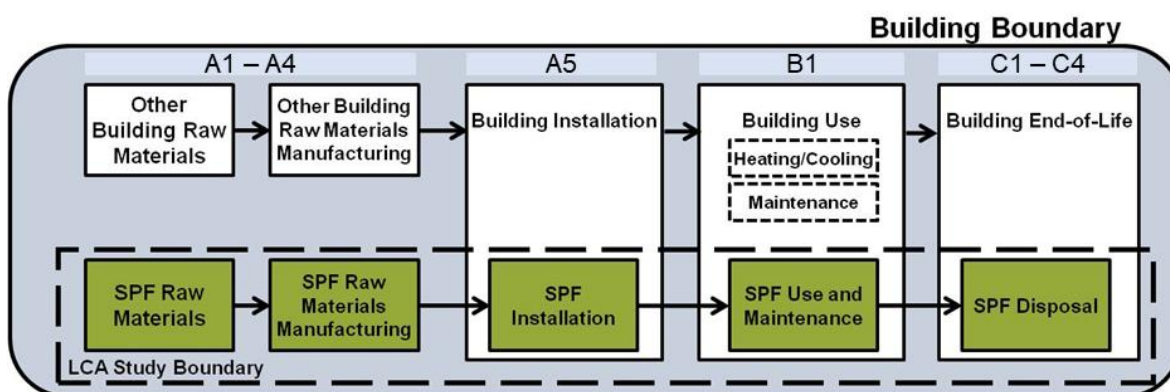 Building Boundary
A1 – A4
A5
B1
C1 – C4
Other
Building Raw
Materials
Other Building
Raw Materials
Manufacturing
Building Installation
Building Use
Heating/Cooling
Maintenance
Building End-of-Life
SPF Raw
Materials
SPF Raw
Materials
Manufacturing
SPF
Installation
SPF Use and
Maintenance
SPF Disposal
LCA Study Boundary